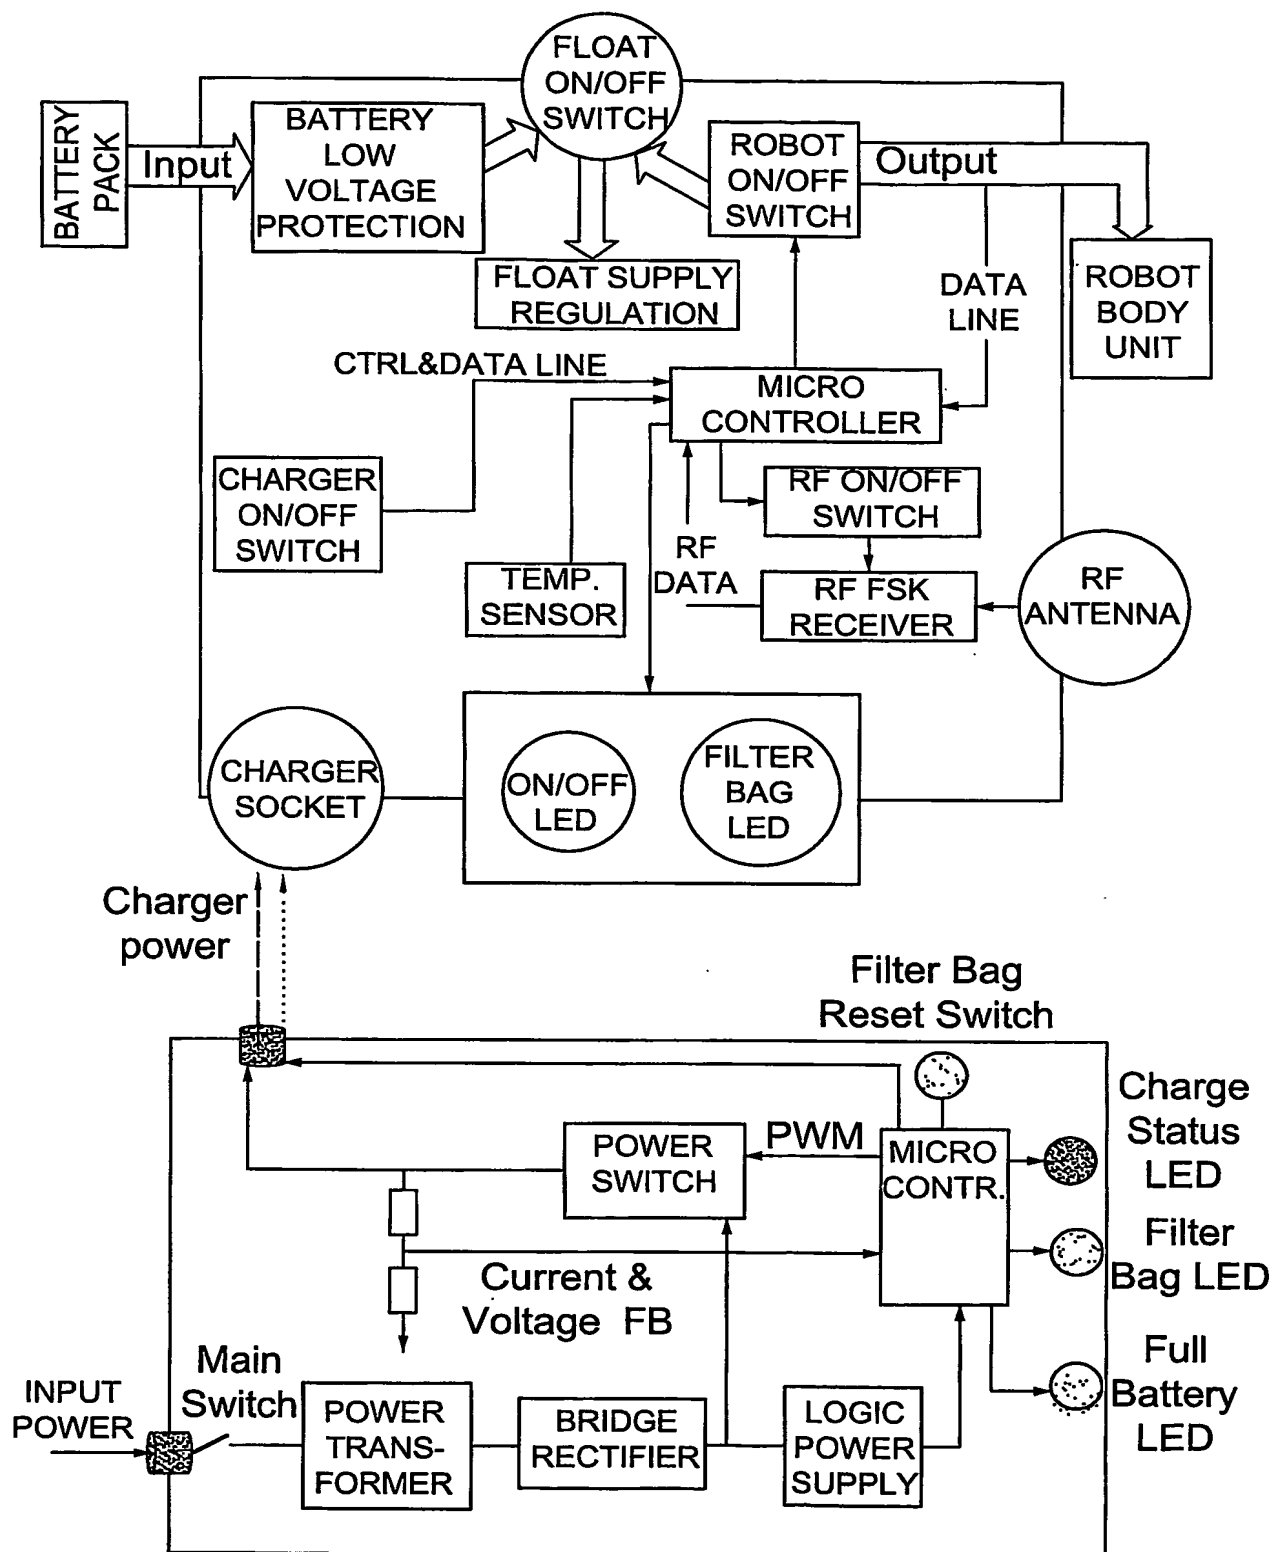 FLOAT
ON/OFF
SWITCH
BATTERY
PACK
Input
BATTERY
LOW
VOLTAGE
PROTECTION
ROBOT
ON/OFF
SWITCH
Output
FLOAT SUPPLY
REGULATION
DATA
LINE
ROBOT
BODY
UNIT
CTRL&DATA LINE
MICRO
CONTROLLER
CHARGER
ON/OFF
SWITCH
RF ON/OFF
SWITCH
TEMP.
SENSOR
RF
DATA
RF FSK
RECEIVER
RF
ANTENNA
CHARGER
SOCKET
ON/OFF
LED
FILTER
BAG
LED
Charger
power
Filter Bag
Reset Switch
POWER
SWITCH
PWM
MICRO
CONTR.
Charge
Status
LED
Filter
Bag LED
Current &
Voltage FB
Full
Battery
LED
INPUT
POWER
Main
Switch
POWER
TRANS-
FORMER
BRIDGE
RECTIFIER
LOGIC
POWER
SUPPLY